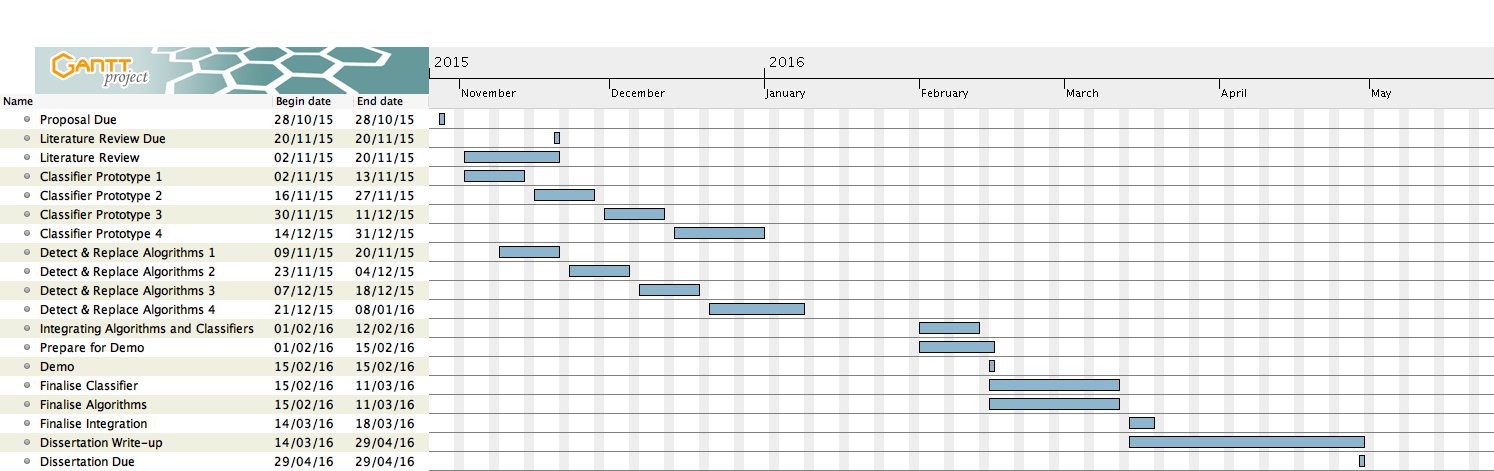 GANTT project
2015 2016
November December January February March April May
Name Begin date End date
Proposal Due 28/10/15 28/10/15
Literature Review Due 20/11/15 20/11/15
Literature Review 02/11/15 20/11/15
Classifier Prototype 1 02/11/15 13/11/15
Classifier Prototype 2 16/11/15 27/11/15
Classifier Prototype 3 30/11/15 11/12/15
Classifier Prototype 4 14/12/15 31/12/15
Detect & Replace Alogrithms 1 09/11/15 20/11/15
Detect & Replace Algorithms 2 23/11/15 04/12/15
Detect & Replace Algorithms 3 07/12/15 18/12/15
Detect & Replace Algorithms 4 21/12/15 08/01/16
Integrating Algorithms and Classifiers 01/02/16 12/02/16
Prepare for Demo 01/02/16 15/02/16
Demo 15/02/16 15/02/16
Finalise Classifier 15/02/16 11/03/16
Finalise Algorithms 15/02/16 11/03/16
Finalise Integration 14/03/16 18/03/16
Dissertation Write-up 14/03/16 29/04/16
Dissertation Due 29/04/16 29/04/16